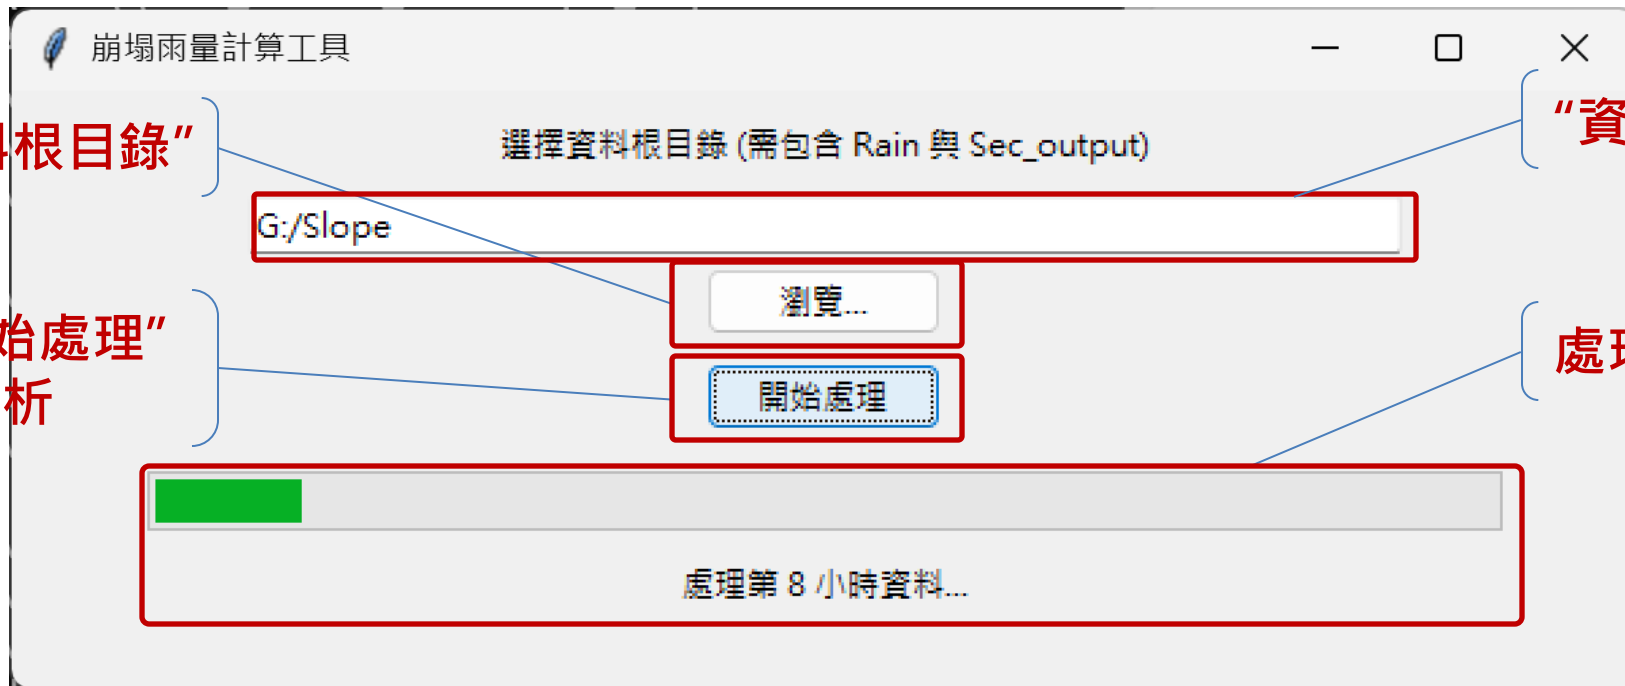 崩塌雨量計算工具
根目錄”
選擇資料根目錄 (需包含 Rain 與 Sec_output)
“資
G:/Slope
瀏覽...
始處理”
析
開始處理
處理
處理第 8 小時資料...